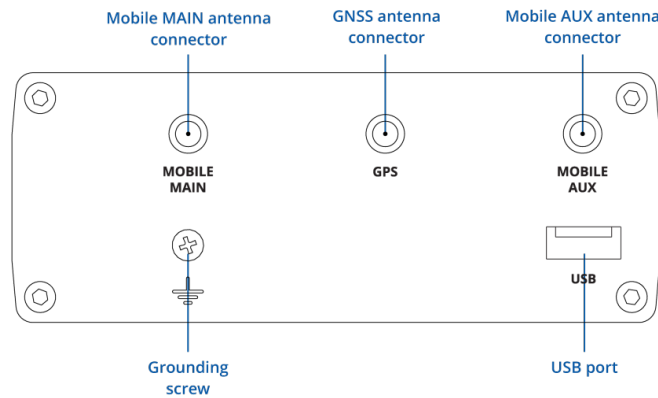 Mobile MAIN antenna
connector
GNSS antenna
connector
Mobile AUX antenna
connector
MOBILE
MAIN
GPS
MOBILE
AUX
USB
Grounding
screw
USB port